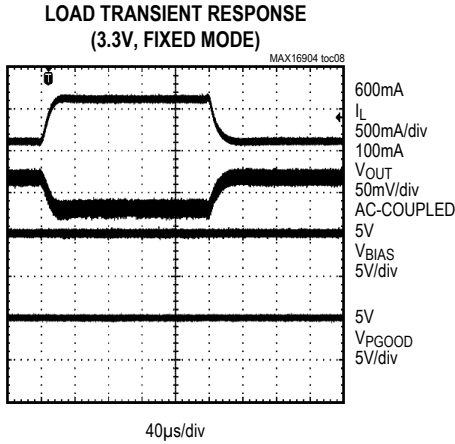 LOAD TRANSIENT RESPONSE
(3.3V, FIXED MODE)
MAX16904 toc08
600mA
IL
500mA/div
100mA
VOUT
50mV/div
AC-COUPLED
5V
VBIAS
5V/div
5V
VPGOOD
5V/div
40µs/div